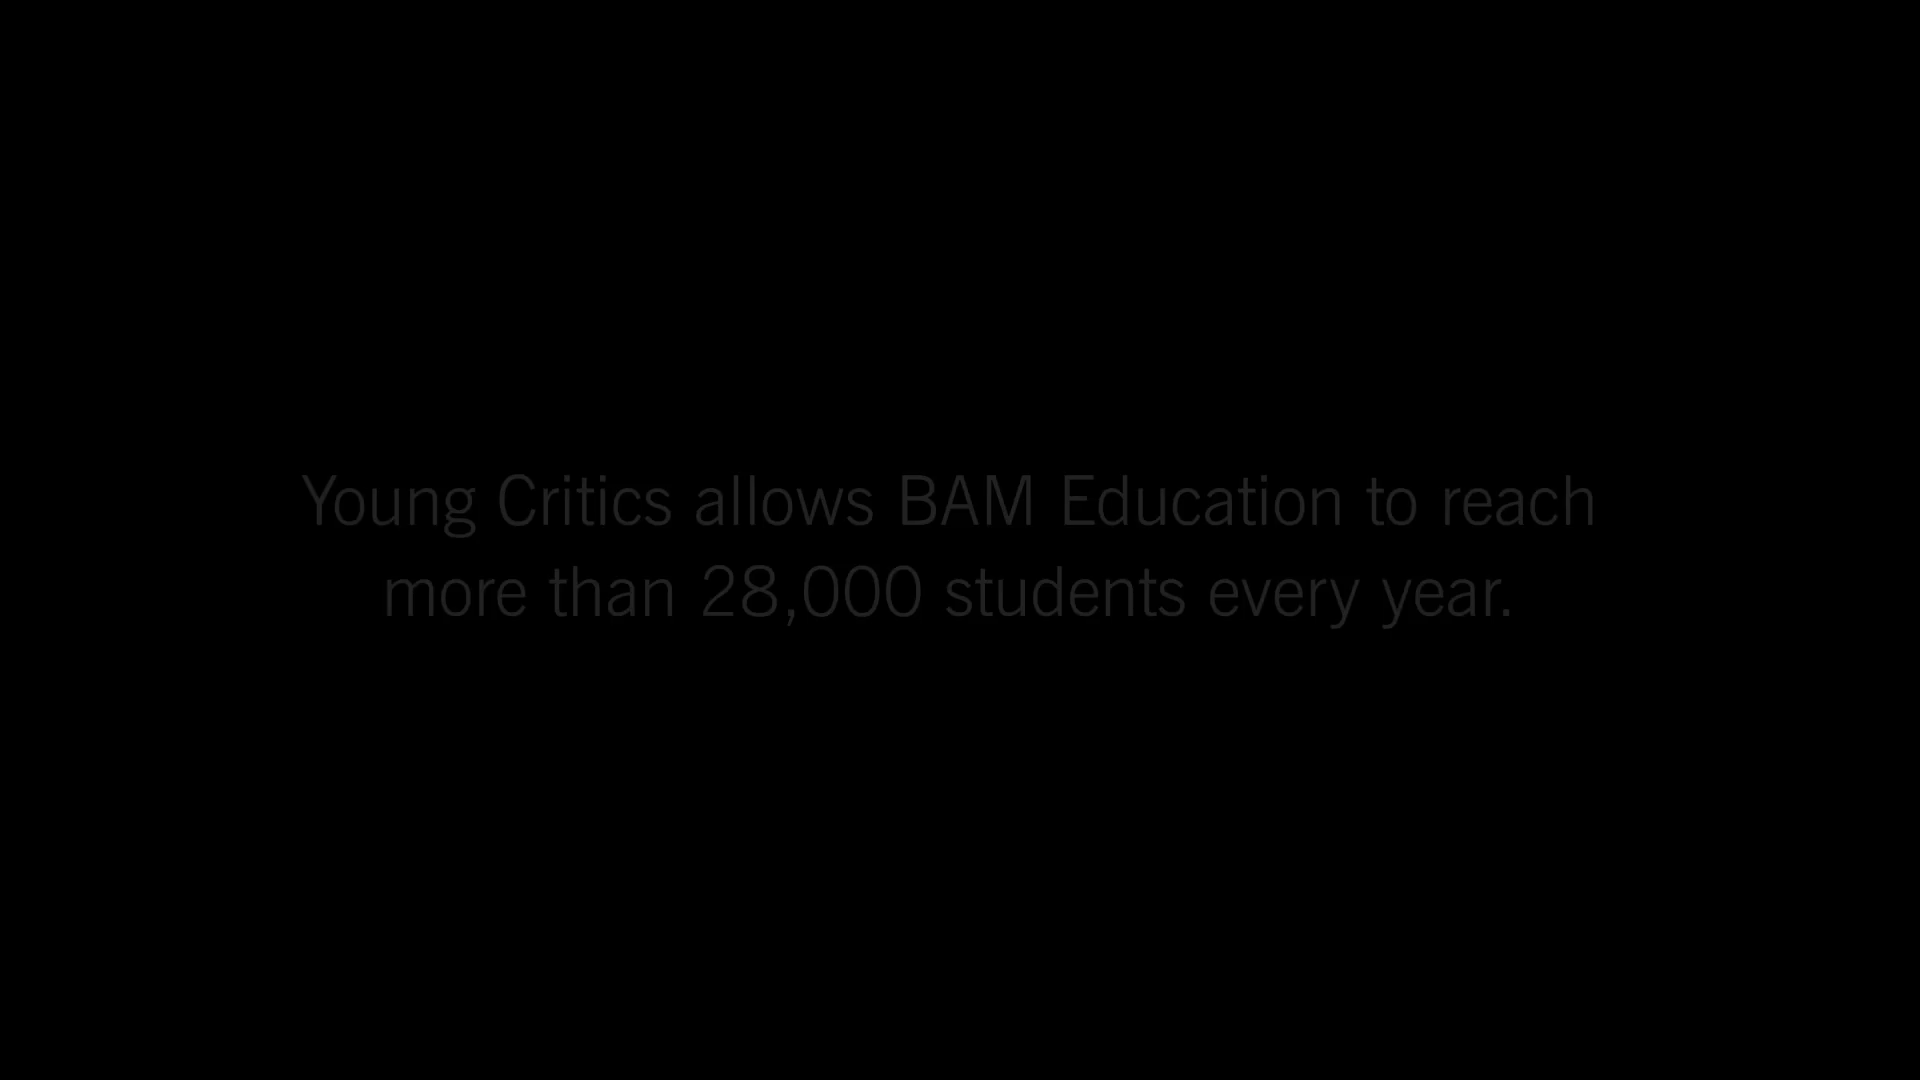 Young Critics allows BAM Education to reach
more than 28,000 students every year.